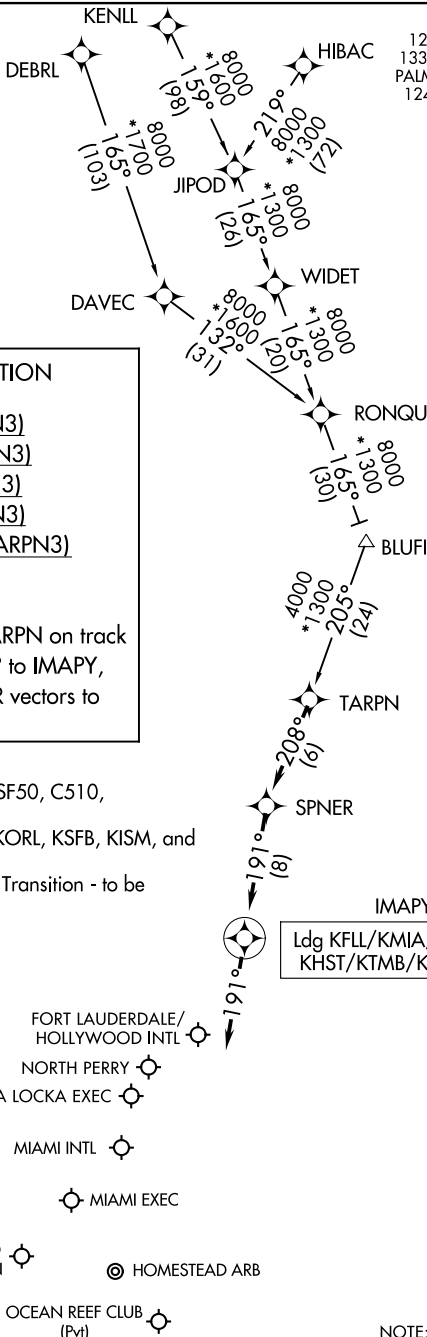 KENLL
DEBRL
HIBAC
12
133
PALM
124
8000
*1700
165°
(103)
8000
*1600
159°
(98)
219°
8000
*1300
(72)
JIPOD
8000
*1300
165°
(26)
WIDET
DAVEC
8000
*1600
132°
(31)
8000
*1300
165°
(20)
RONQU
8000
*1300
165°
(30)
BLUFI
TION
N3)
N3)
3)
N3)
ARPN3)
ARPN on track
to IMAPY,
R vectors to
4000
*1300
205°
(24)
TARPN
208°
(6)
SPNER
SF50, C510,
KORL, KSFB, KISM, and
Transition - to be
191°
(8)
IMAPY
Ldg KFLL/KMIA/
KHST/KTMB/K
191°
FORT LAUDERDALE/
HOLLYWOOD INTL
NORTH PERRY
A LOCKA EXEC
MIAMI INTL
MIAMI EXEC
HOMESTEAD ARB
OCEAN REEF CLUB
(Pvt)
NOTE: